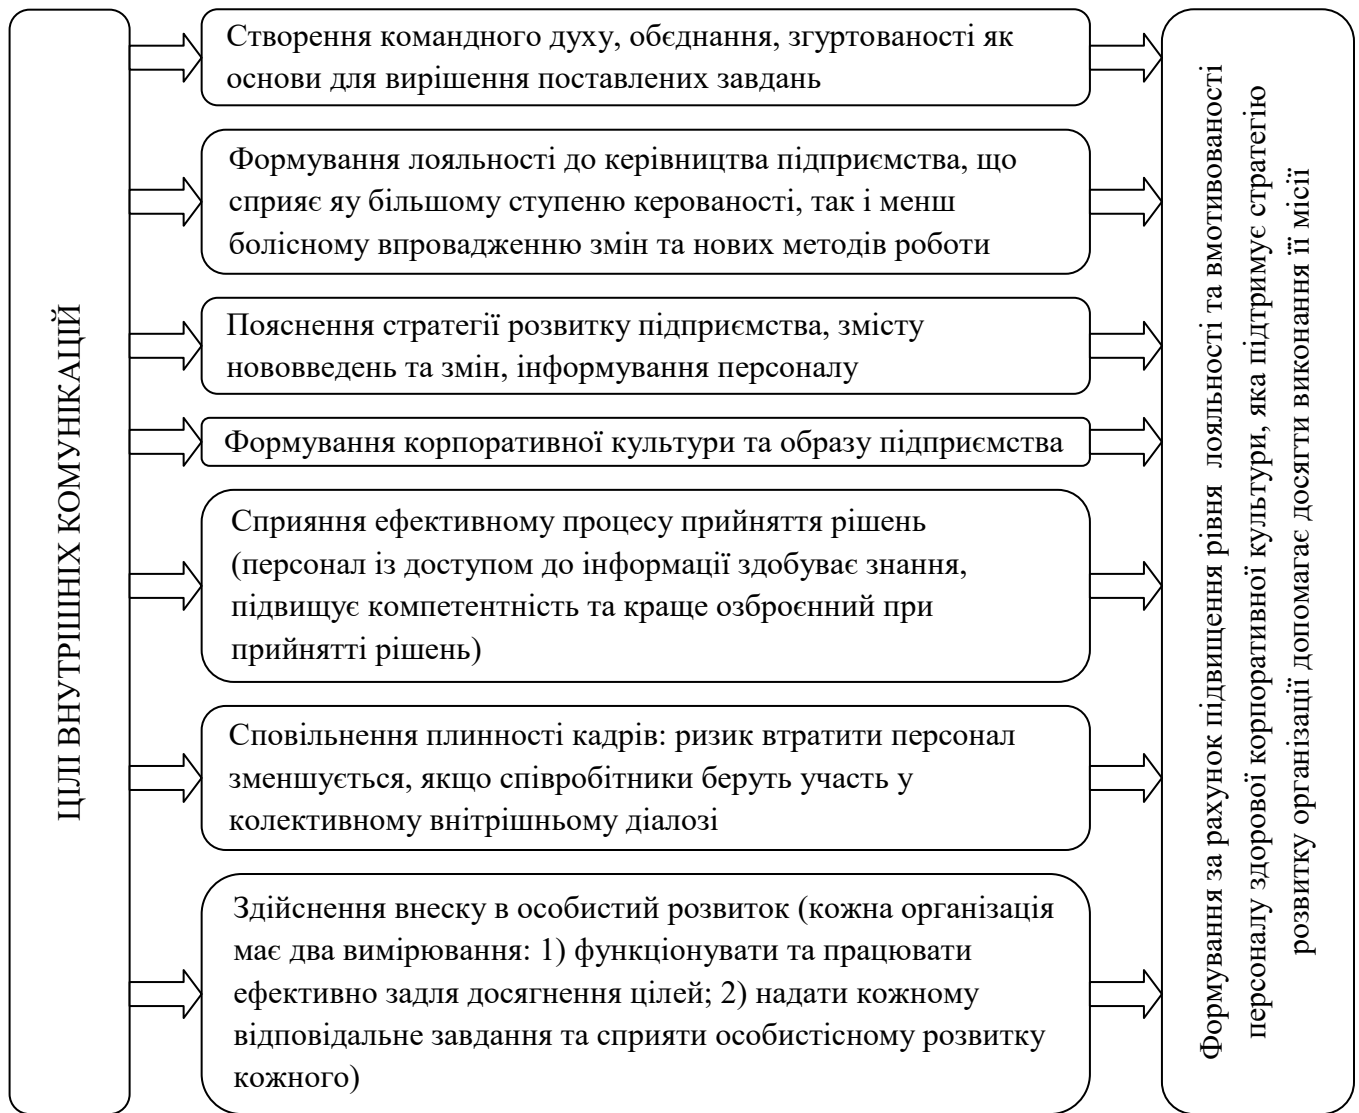 ЦІЛІ ВНУТРІШНІХ КОМУНІКАЦІЙ
Створення командного духу, обєднання, згуртованості як
основи для вирішення поставлених завдань
Формування лояльності до керівництва підприємства, що
сприяє яу більшому ступеню керованості, так і менш
болісному впровадженню змін та нових методів роботи
Пояснення стратегії розвитку підприємства, змісту
нововведень та змін, інформування персоналу
Формування корпоративної культури та образу підприємства
Сприяння ефективному процесу прийняття рішень
(персонал із доступом до інформації здобуває знання,
підвищує компетентність та краще озброєнний при
прийнятті рішень)
Сповільнення плинності кадрів: ризик втратити персонал
зменшується, якщо співробітники беруть участь у
колективному внітрішньому діалозі
Здійснення внеску в особистий розвиток (кожна організація
має два вимірювання: 1) функціонувати та працювати
ефективно задля досягнення цілей; 2) надати кожному
відповідальне завдання та сприяти особистісному розвитку
кожного)
Формування за рахунок підвищення рівня лояльності та вмотивованості
персоналу здорової корпоративної культури, яка підтримує стратегію
розвитку організації допомагає досягти виконання її місії